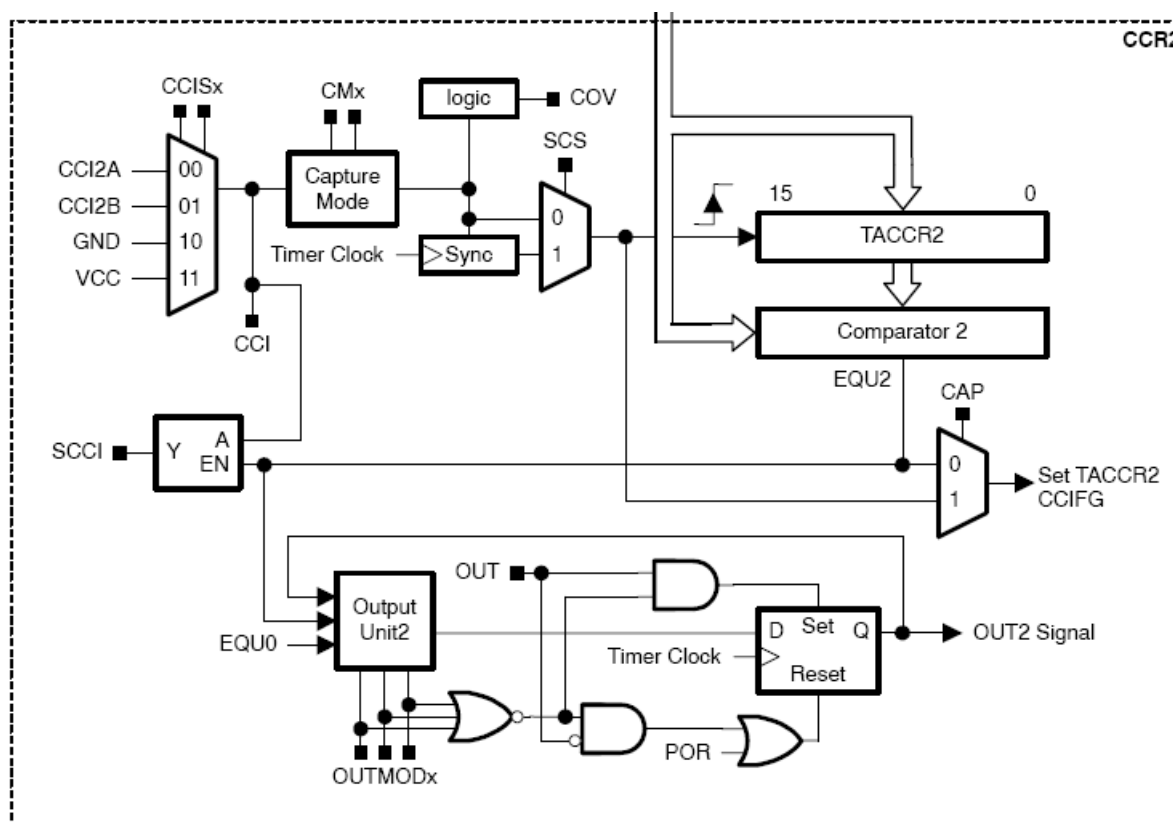 CCR2
CCISx
CMx
logic
COV
SCS
CCI2A
00
CCI2B
01
GND
10
VCC
11
Capture
Mode
0
1
Timer Clock
Sync
15
0
TACCR2
Comparator 2
CCI
EQU2
CAP
SCCI
Y
A
EN
0
1
Set TACCR2
CCIFG
OUT
Output
Unit2
EQU0
D
Set
Q
OUT2 Signal
Timer Clock
Reset
POR
OUTMODx